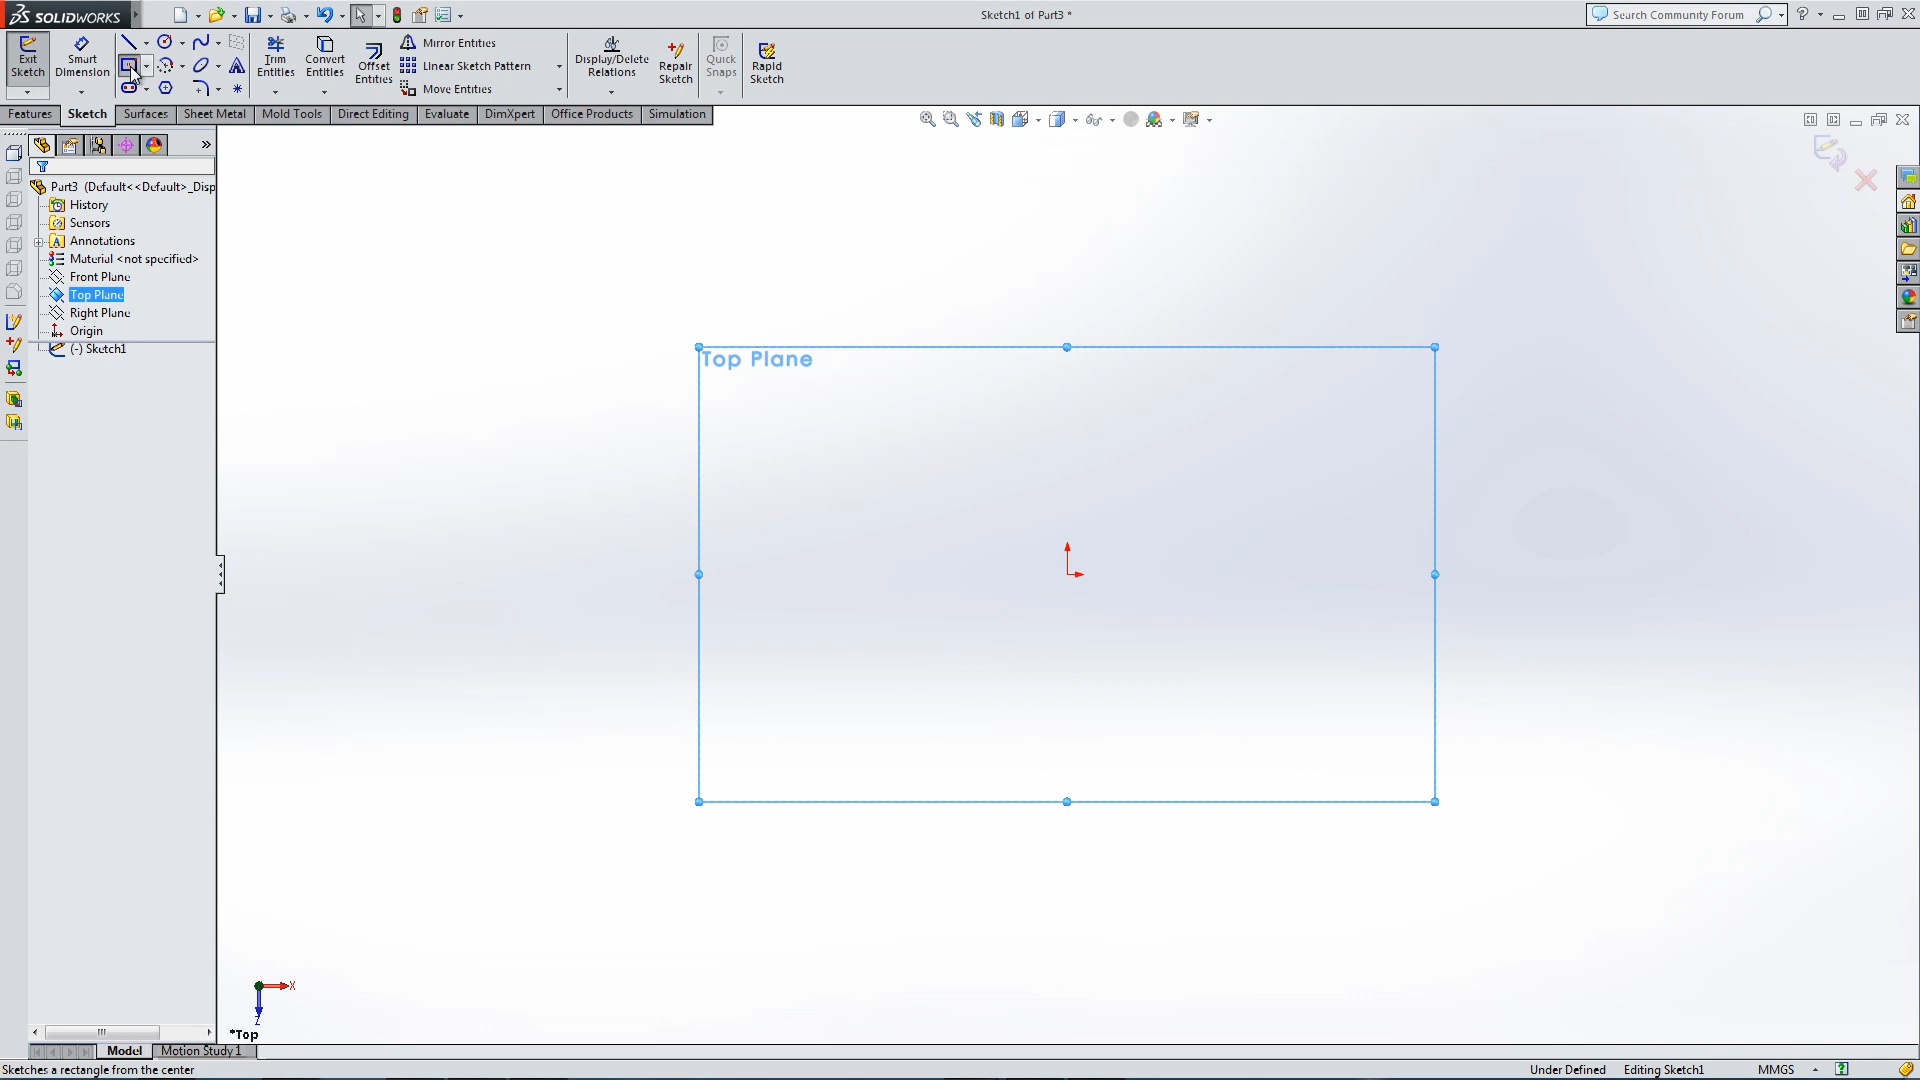 SOLIDWORKS
Sketch1 of Part3 *
Search Community Forum
Exit Sketch
Smart Dimension
Trim Entities
Convert Entities
Offset Entities
Mirror Entities
Linear Sketch Pattern
Move Entities
Display/Delete Relations
Repair Sketch
Quick Snaps
Rapid Sketch
Features
Sketch
Surfaces
Sheet Metal
Mold Tools
Direct Editing
Evaluate
DimXpert
Office Products
Simulation
Part3 (Default<<Default>_Disp
History
Sensors
Annotations
Material <not specified>
Front Plane
Top Plane
Right Plane
Origin
(-) Sketch1
Top Plane
X
Z
*Top
Model
Motion Study 1
Sketches a rectangle from the center
Under Defined
Editing Sketch1
MMGS